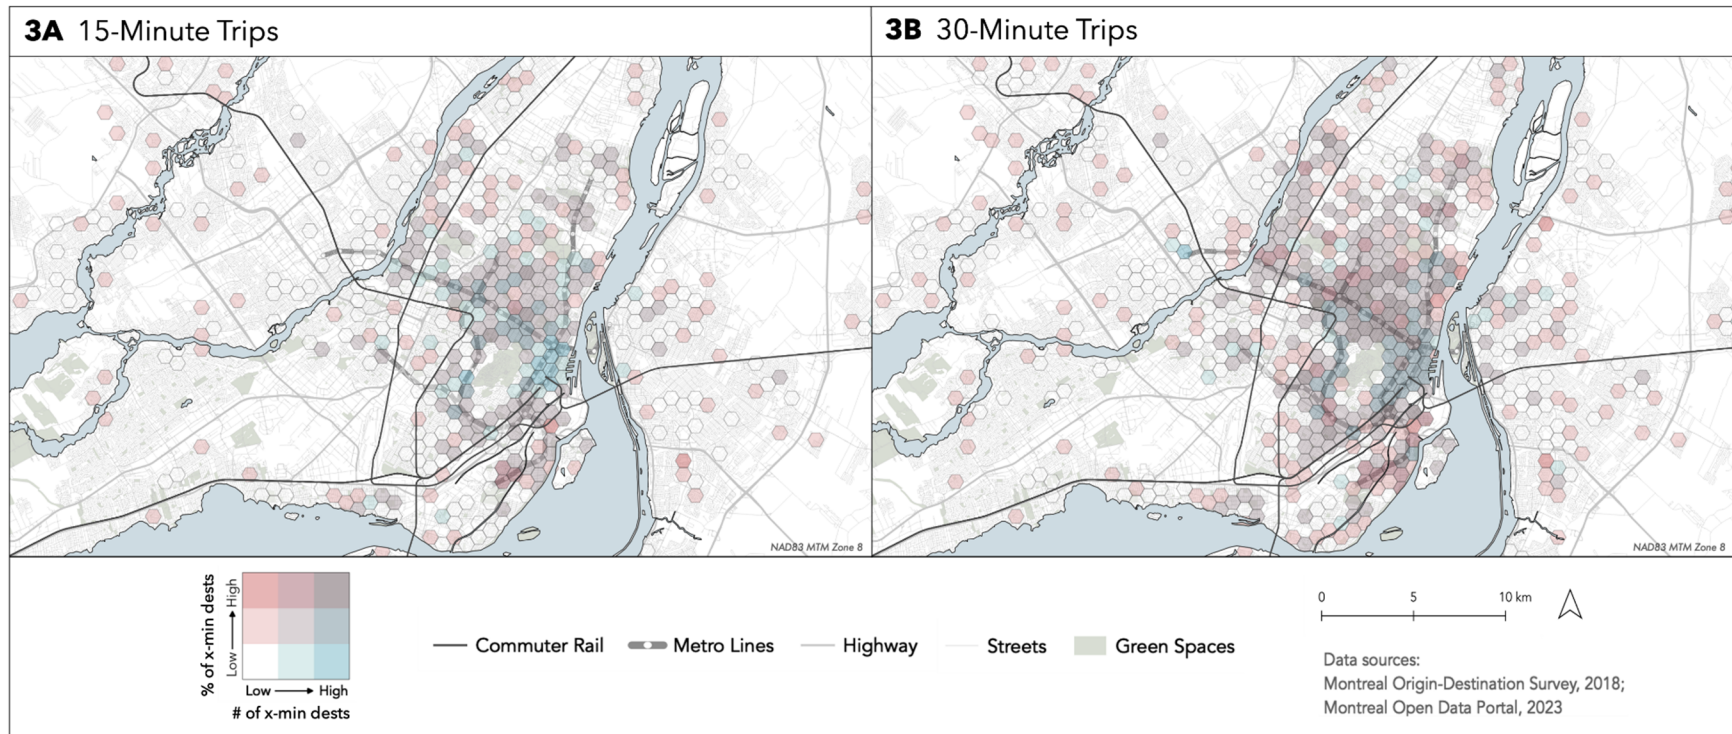 3A 15-Minute Trips
3B 30-Minute Trips
NAD83 MTM Zone 8
NAD83 MTM Zone 8
% of x-min dests
Low High
Low High
# of x-min dests
Commuter Rail
Metro Lines
Highway
Streets
Green Spaces
0 5 10 km
Data sources:
Montreal Origin-Destination Survey, 2018;
Montreal Open Data Portal, 2023